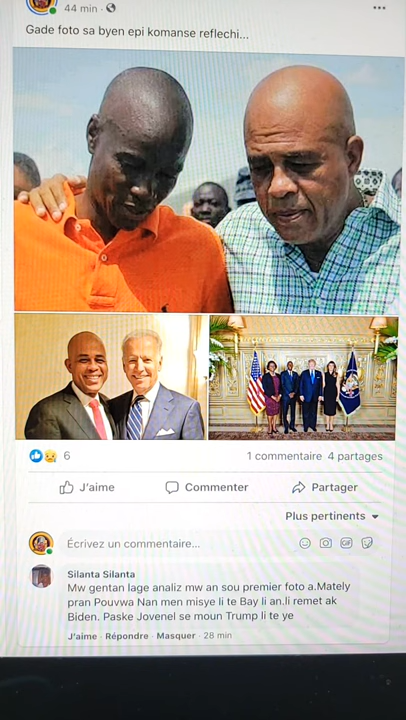 44 min ·
Gade foto sa byen epi komanse reflechi...
6
1 commentaire 4 partages
J'aime
Commenter
Partager
Plus pertinents
Écrivez un commentaire...
GIF
Silanta Silanta
Mw gentan lage analiz mw an sou premier foto a.Mately
pran Pouvwa Nan men misye li te Bay li an.li remet ak
Biden. Paske Jovenel se moun Trump li te ye
J'aime · Répondre · Masquer · 28 min